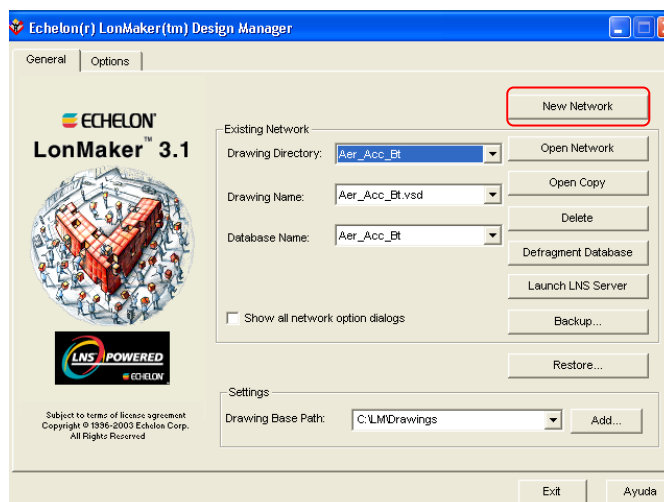 Echelon(r) LonMaker(tm) Design Manager
General
Options
ECHELON
LonMaker™ 3.1
LNS POWERED
ECHELON
Subject to terms of license agreement
Copyright © 1996-2003 Echelon Corp.
All Rights Reserved
New Network
Existing Network
Drawing Directory: Aer_Acc_Bt
Open Network
Open Copy
Drawing Name: Aer_Acc_Bt.vsd
Delete
Database Name: Aer_Acc_Bt
Defragment Database
Launch LNS Server
Show all network option dialogs
Backup...
Restore...
Settings
Drawing Base Path: C:\LM\Drawings
Add...
Exit
Ayuda